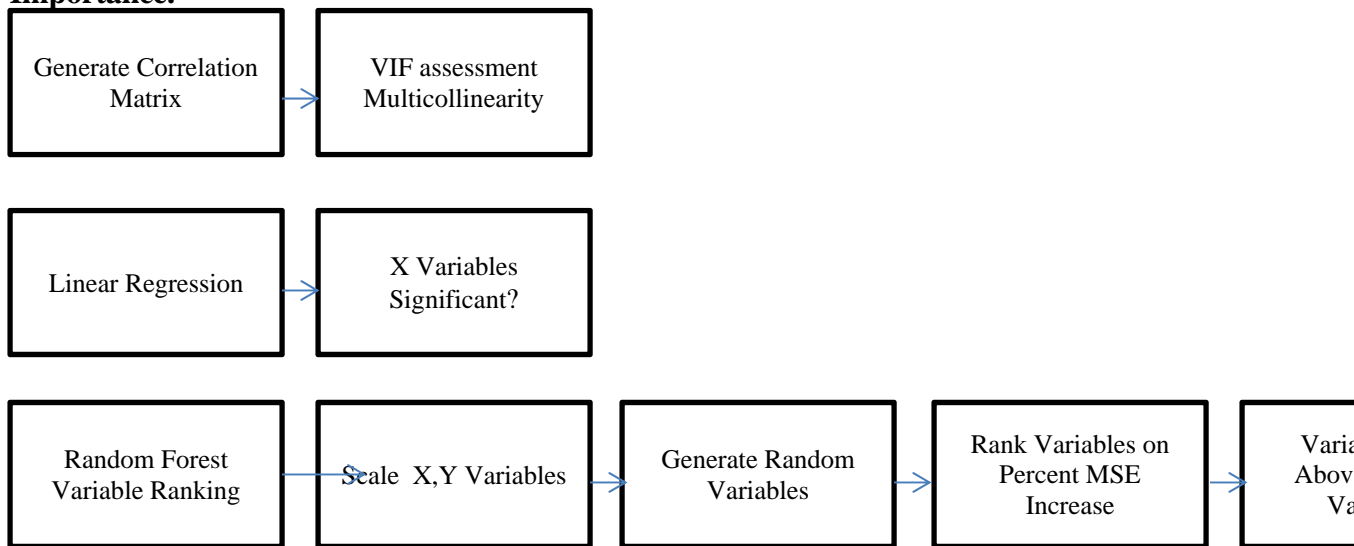 Importance.
Generate Correlation
Matrix
VIF assessment
Multicollinearity
Linear Regression
X Variables
Significant?
Random Forest
Variable Ranking
Scale X,Y Variables
Generate Random
Variables
Rank Variables on
Percent MSE
Increase